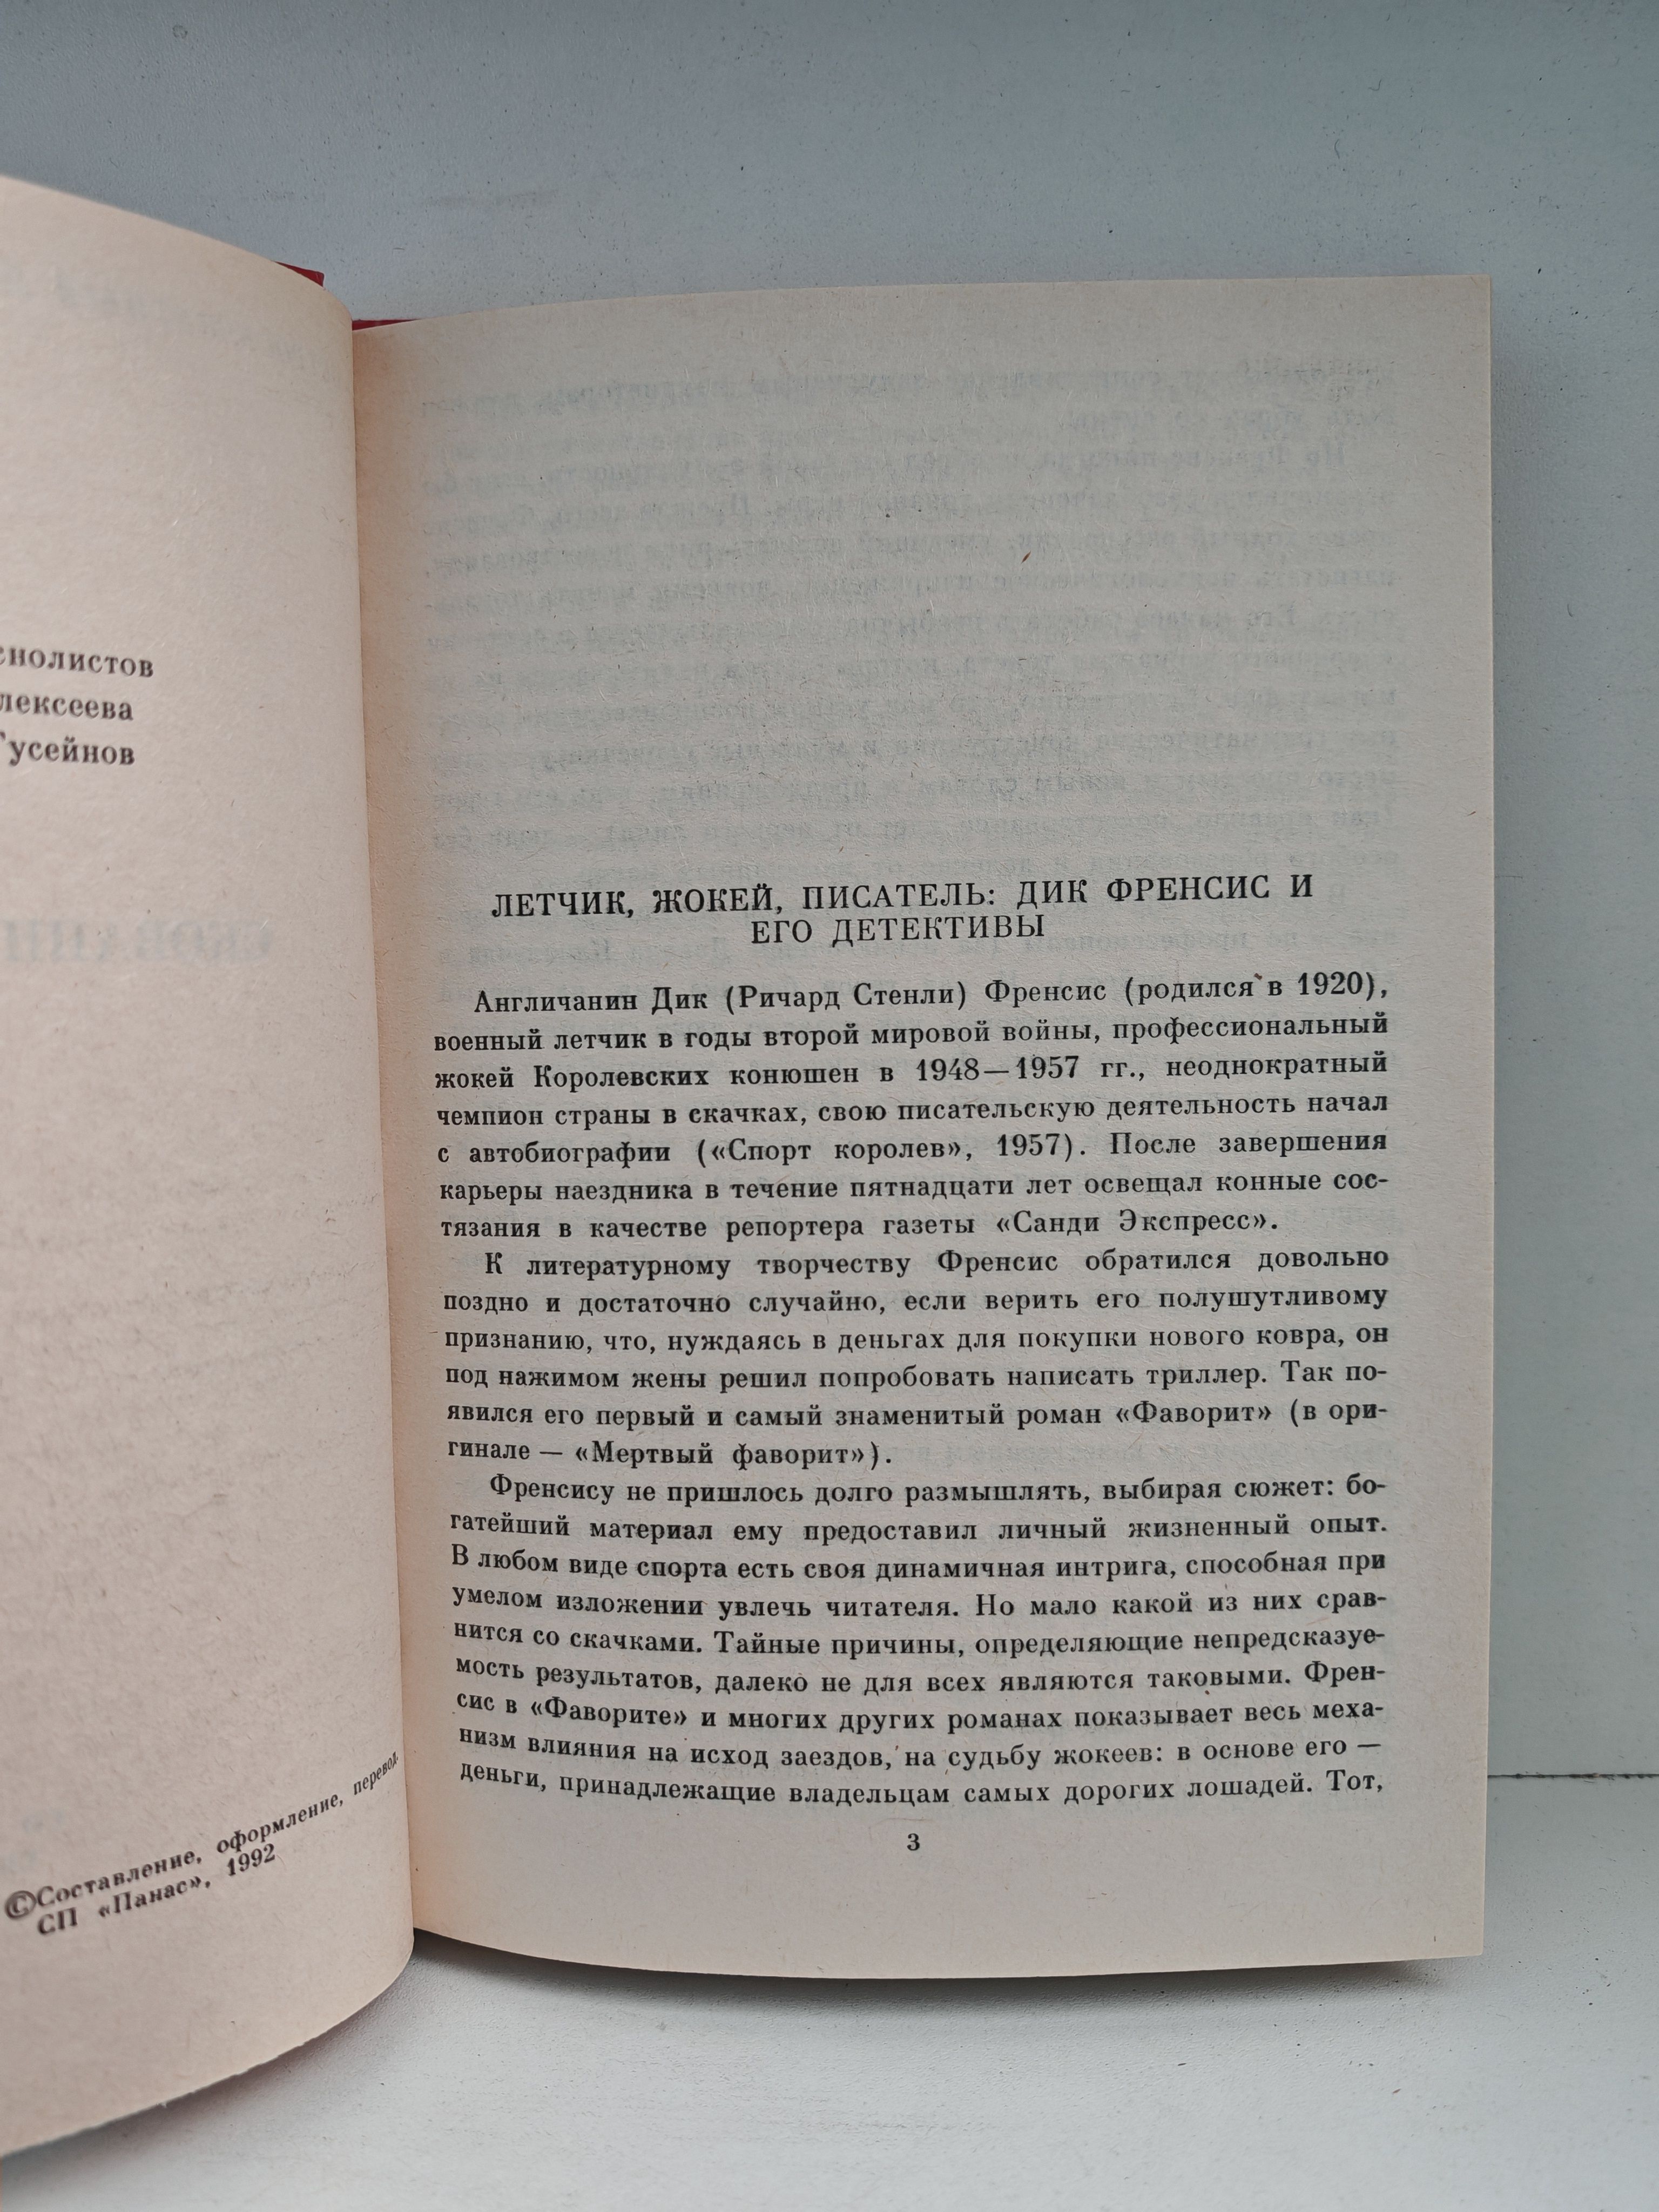 снолистов
лексеева
Гусейнов
©Составление, оформление, перевод.
СП «Панас», 1992
ЛЕТЧИК, ЖОКЕЙ, ПИСАТЕЛЬ: ДИК ФРЕНСИС И
ЕГО ДЕТЕКТИВЫ
Англичанин Дик (Ричард Стенли) Френсис (родился в 1920),
военный летчик в годы второй мировой войны, профессиональный
жокей Королевских конюшен в 1948—1957 гг., неоднократный
чемпион страны в скачках, свою писательскую деятельность начал
с автобиографии («Спорт королев», 1957). После завершения
карьеры наездника в течение пятнадцати лет освещал конные сос-
тязания в качестве репортера газеты «Санди Экспресс».
К литературному творчеству Френсис обратился довольно
поздно и достаточно случайно, если верить его полушутливому
признанию, что, нуждаясь в деньгах для покупки нового ковра, он
под нажимом жены решил попробовать написать триллер. Так по-
явился его первый и самый знаменитый роман «Фаворит» (в ори-
гинале — «Мертвый фаворит»).
Френсису не пришлось долго размышлять, выбирая сюжет: бо-
гатейший материал ему предоставил личный жизненный опыт.
В любом виде спорта есть своя динамичная интрига, способная при
умелом изложении увлечь читателя. Но мало какой из них срав-
нится со скачками. Тайные причины, определяющие непредсказуе-
мость результатов, далеко не для всех являются таковыми. Френ-
сис в «Фаворите» и многих других романах показывает весь меха-
низм влияния на исход заездов, на судьбу жокеев: в основе его —
деньги, принадлежащие владельцам самых дорогих лошадей. Тот,
3